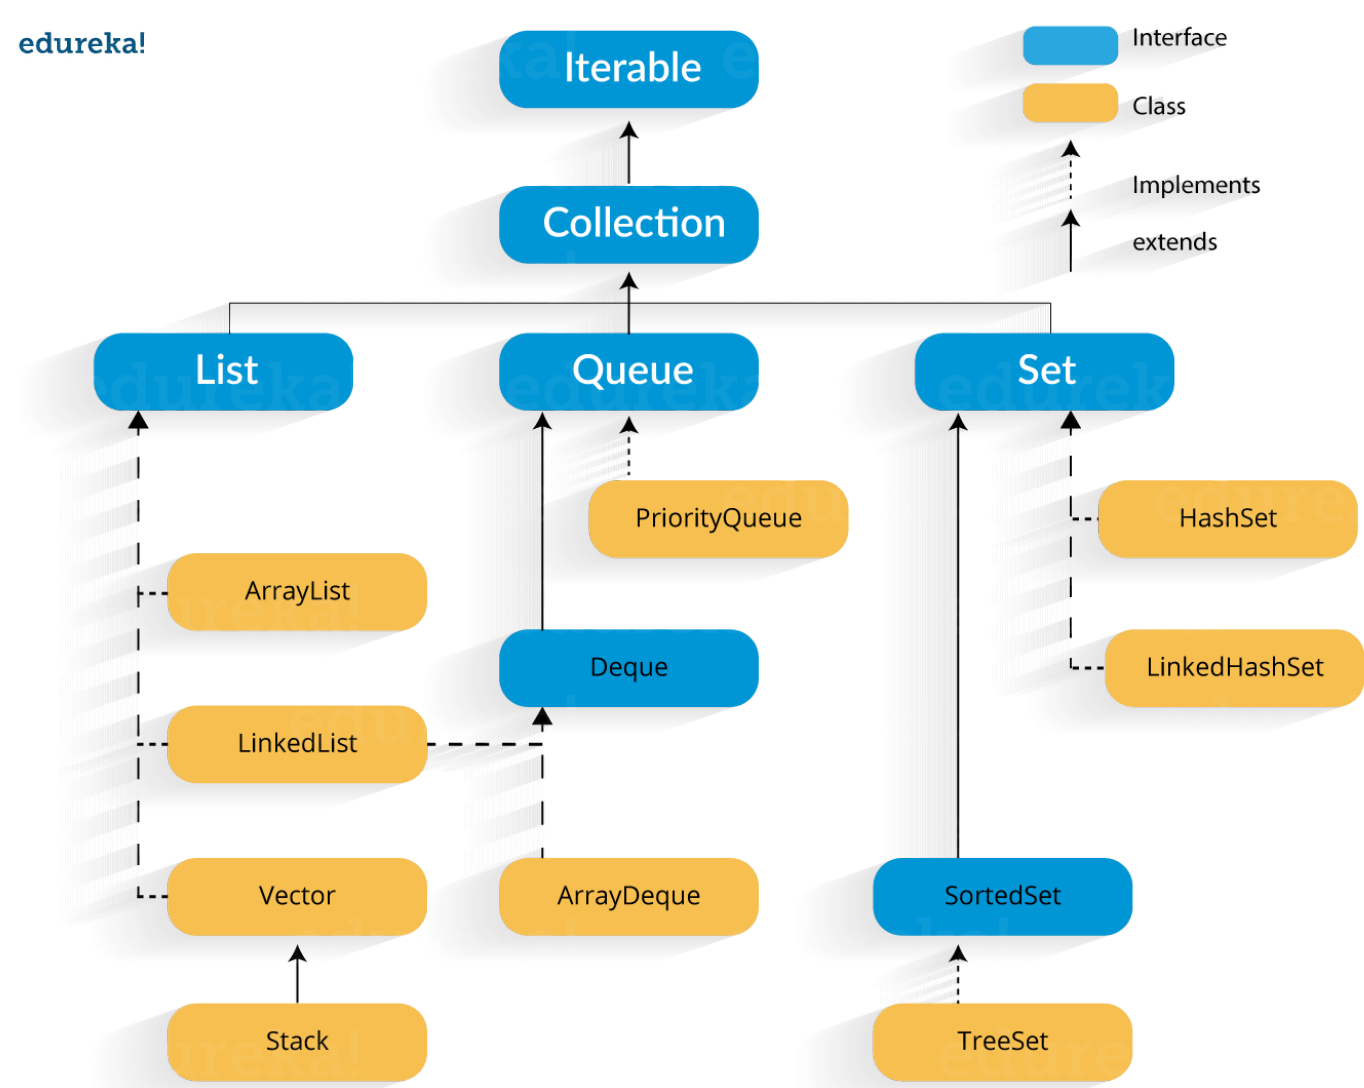 edureka!
Iterable
Interface
Class
Implements
extends
Collection
List
Queue
Set
PriorityQueue
HashSet
ArrayList
Deque
LinkedHashSet
LinkedList
Vector
ArrayDeque
SortedSet
Stack
TreeSet